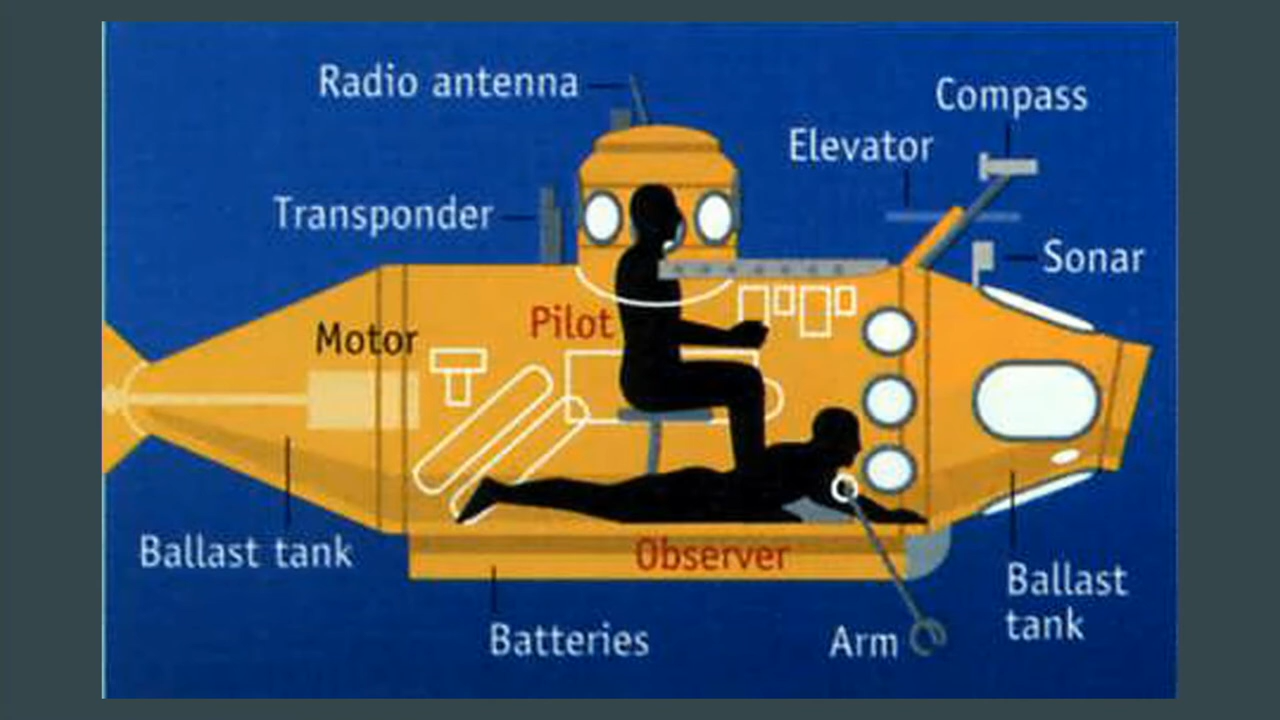 Radio antenna
Compass
Elevator
Transponder
Sonar
Pilot
Motor
Ballast tank
Observer
Ballast
tank
Batteries
Arm